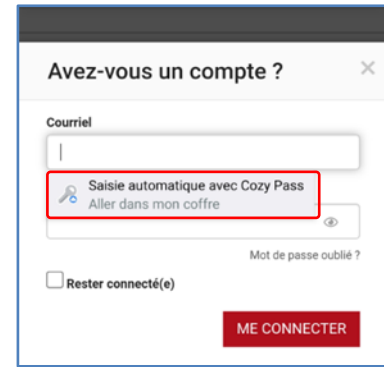 Avez-vous un compte ?
Courriel
Saisie automatique avec Cozy Pass
Aller dans mon coffre
Mot de passe oublié ?
Rester connecté(e)
ME CONNECTER